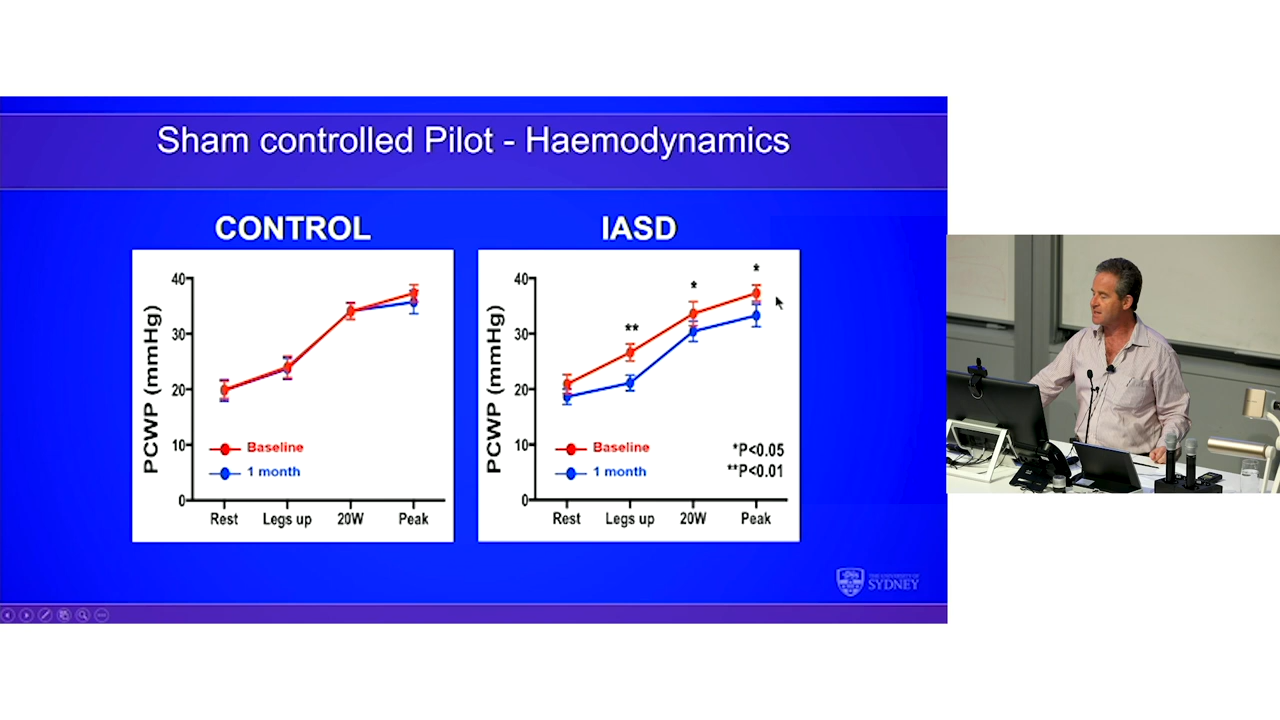 Sham controlled Pilot - Haemodynamics
CONTROL
PCWP (mmHg)
40
30
20
10
0
Baseline
1 month
Rest
Legs up
20W
Peak
IASD
PCWP (mmHg)
40
30
20
10
0
**
*
*
Baseline
1 month
*P<0.05
**P<0.01
Rest
Legs up
20W
Peak
THE UNIVERSITY OF
SYDNEY